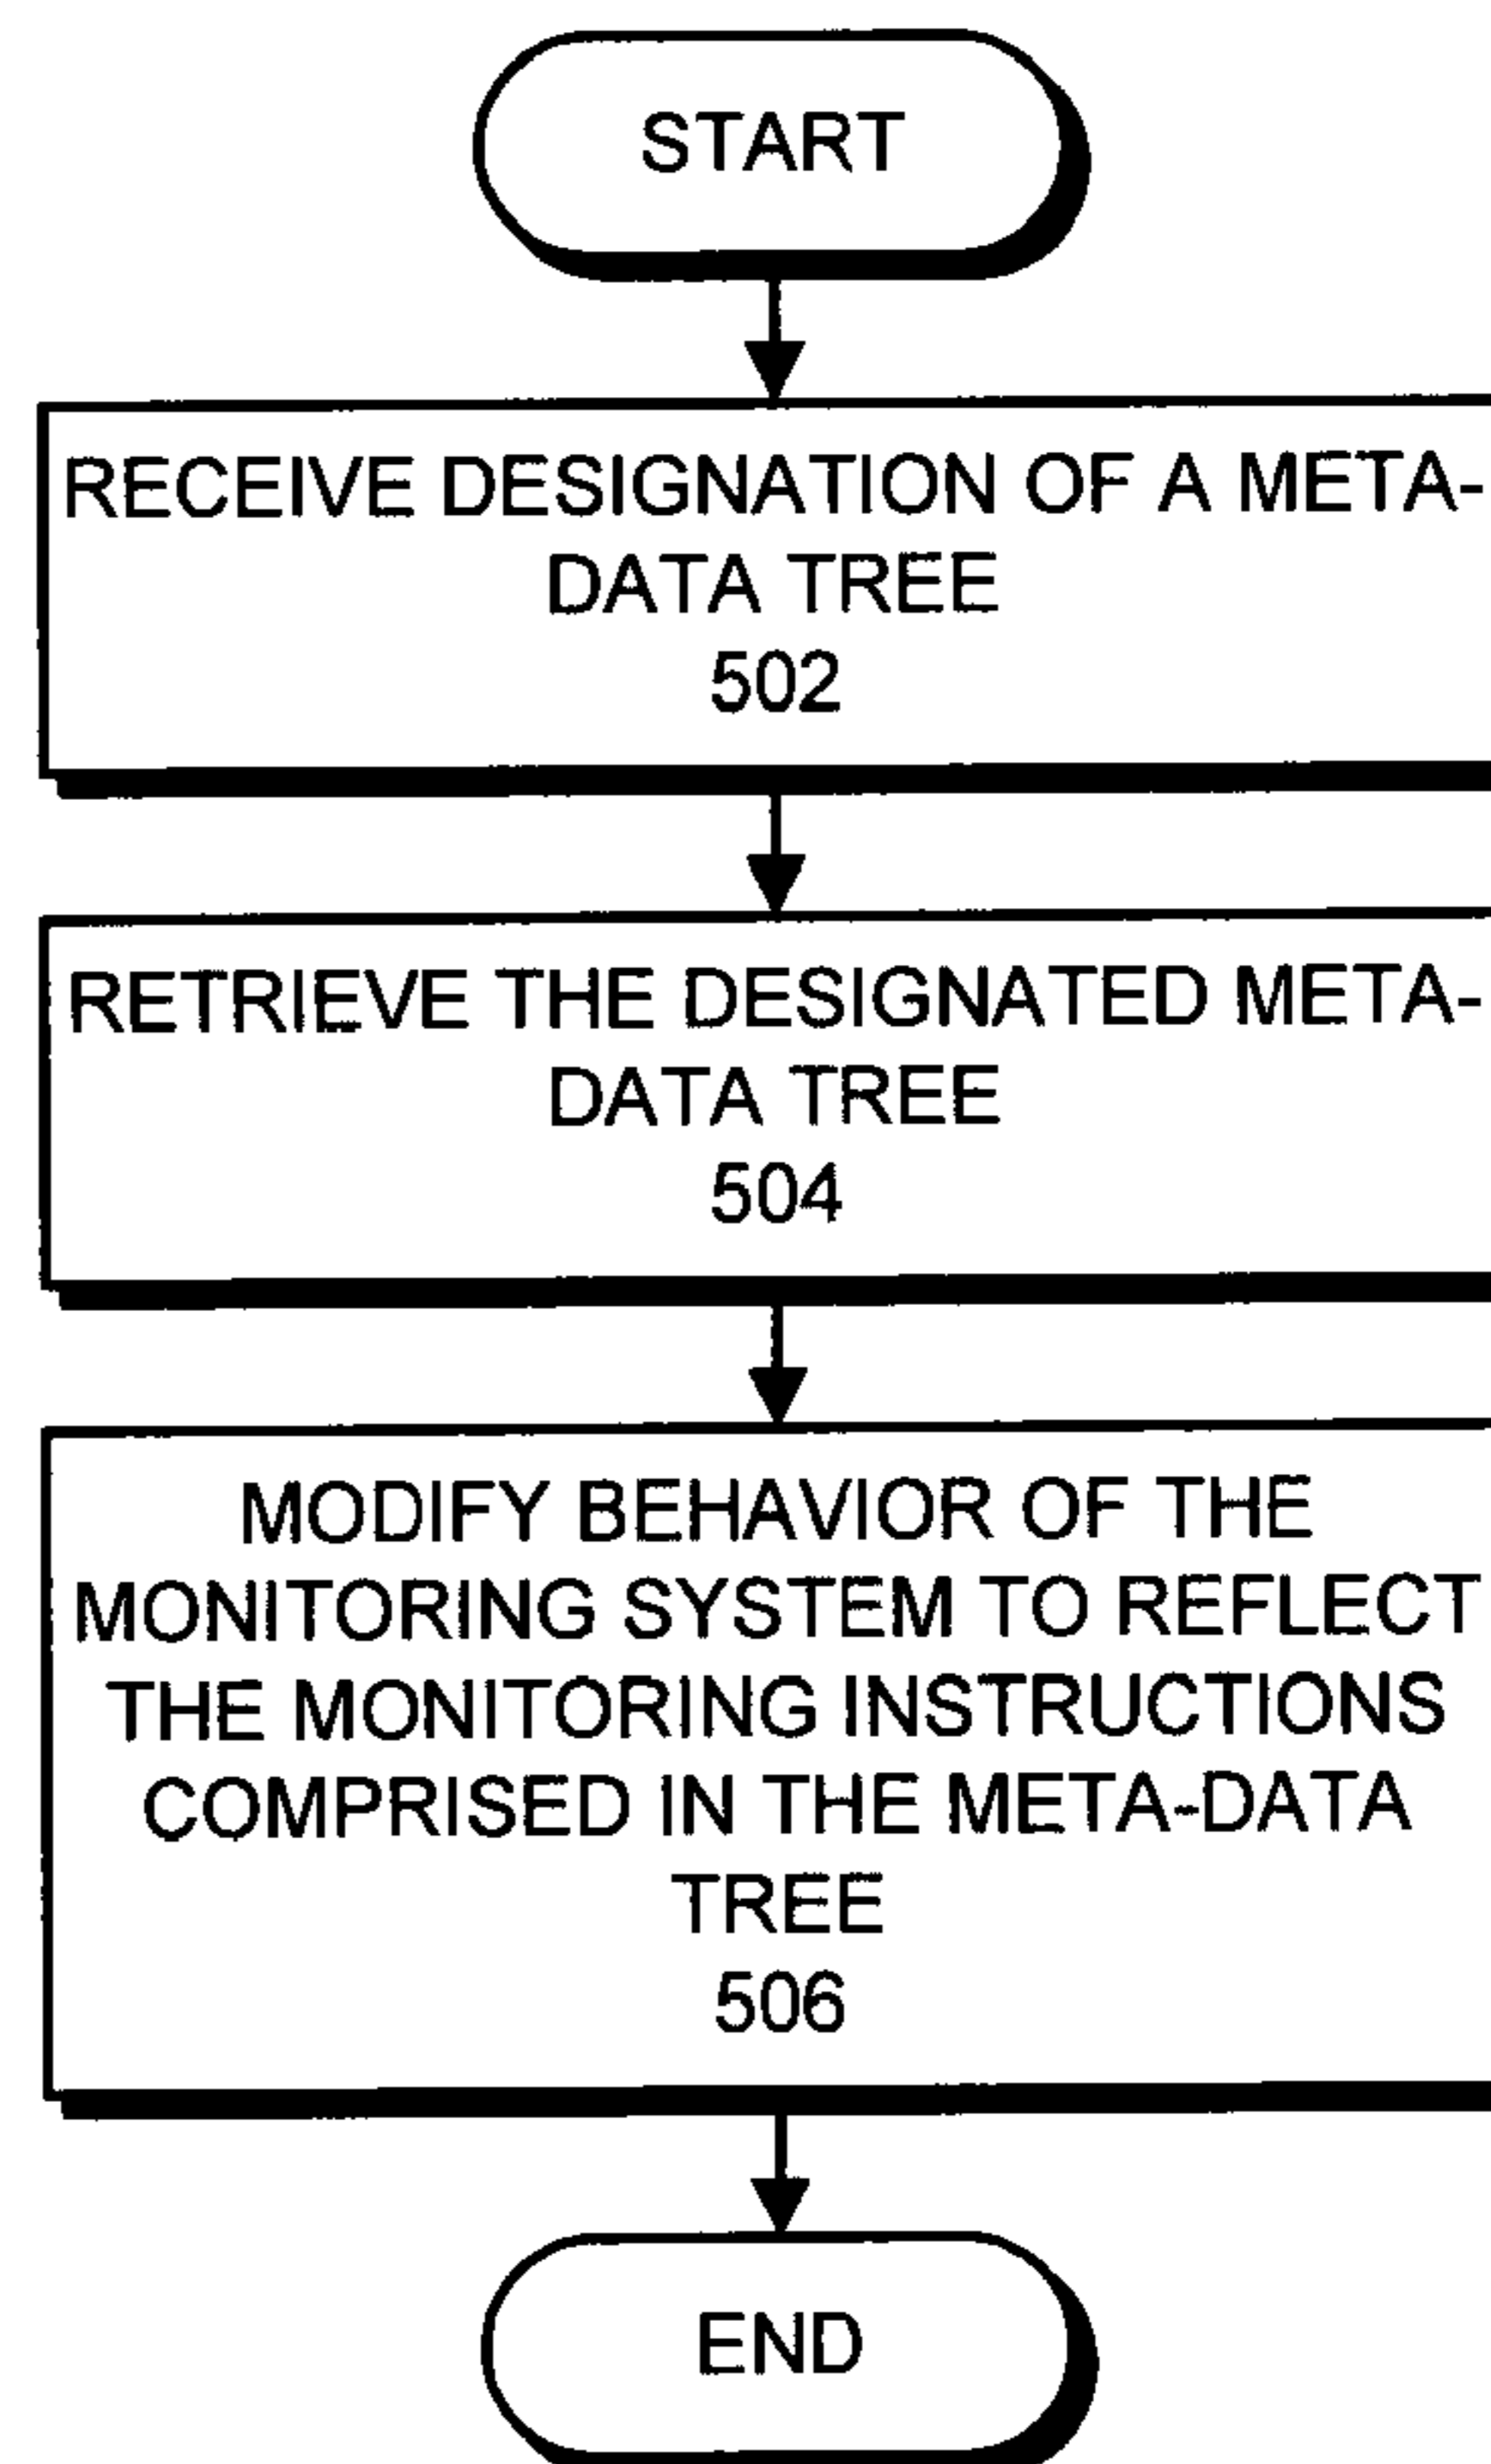 START
RECEIVE DESIGNATION OF A META-
DATA TREE
502
RETRIEVE THE DESIGNATED META-
DATA TREE
504
MODIFY BEHAVIOR OF THE
MONITORING SYSTEM TO REFLECT
THE MONITORING INSTRUCTIONS
COMPRISED IN THE META-DATA
TREE
506
END